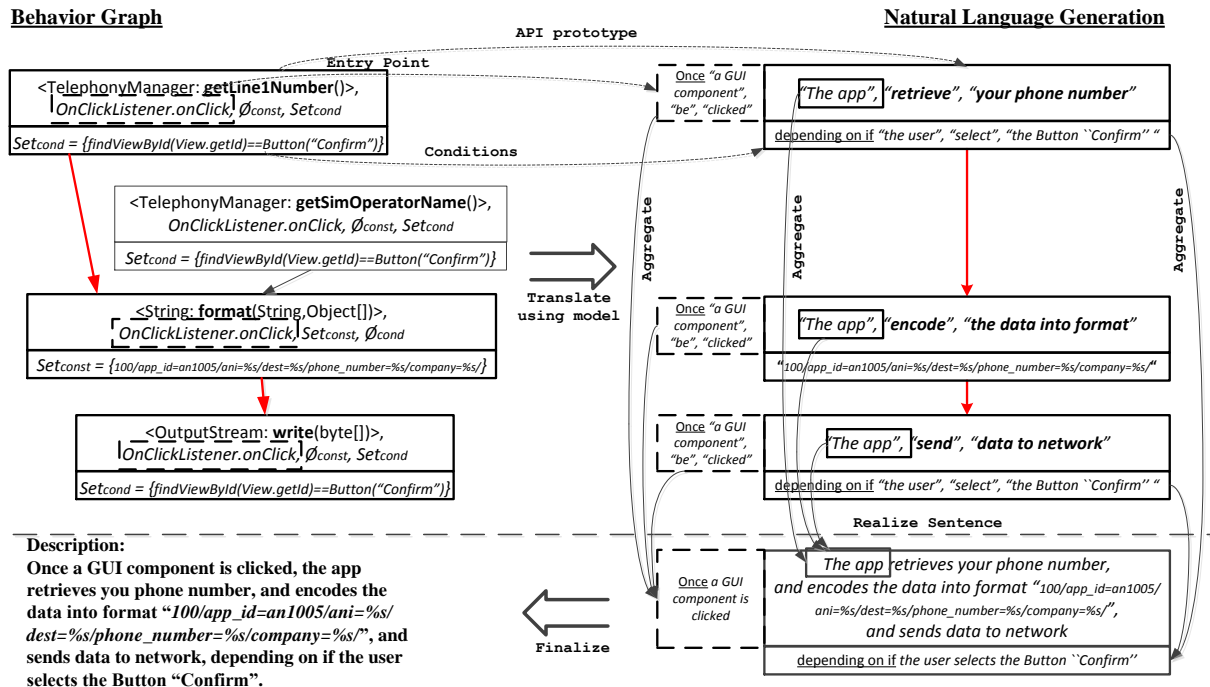 Behavior Graph
Natural Language Generation
API prototype
Entry Point
<TelephonyManager: getLine1Number()>,
OnClickListener.onClick, Øconst, Setcond
Setcond = {findViewById(View.getId)==Button(“Confirm”)}
Conditions
<TelephonyManager: getSimOperatorName()>,
OnClickListener.onClick, Øconst, Setcond
Setcond = {findViewById(View.getId)==Button(“Confirm”)}
<String: format(String,Object[])>,
OnClickListener.onClick, Setconst, Øcond
Setconst = {100/app_id=an1005/ani=%s/dest=%s/phone_number=%s/company=%s/}
<OutputStream: write(byte[])>,
OnClickListener.onClick, Øconst, Setcond
Setcond = {findViewById(View.getId)==Button(“Confirm”)}
Translate
using model
Once “a GUI
component”,
“be”, “clicked”
“The app”, “retrieve”, “your phone number”
depending on if “the user”, “select”, “the Button ``Confirm’’ “
Aggregate
Aggregate
Aggregate
Once “a GUI
component”,
“be”, “clicked”
“The app”, “encode”, “the data into format”
“100/app_id=an1005/ani=%s/dest=%s/phone_number=%s/company=%s/“
Once “a GUI
component”,
“be”, “clicked”
“The app”, “send”, “data to network”
depending on if “the user”, “select”, “the Button ``Confirm’’ “
Realize Sentence
Once a GUI
component is
clicked
The app retrieves your phone number,
and encodes the data into format “100/app_id=an1005/
ani=%s/dest=%s/phone_number=%s/company=%s/”,
and sends data to network
depending on if the user selects the Button ``Confirm’’
Finalize
Description:
Once a GUI component is clicked, the app
retrieves you phone number, and encodes the
data into format “100/app_id=an1005/ani=%s/
dest=%s/phone_number=%s/company=%s/”, and
sends data to network, depending on if the user
selects the Button “Confirm”.